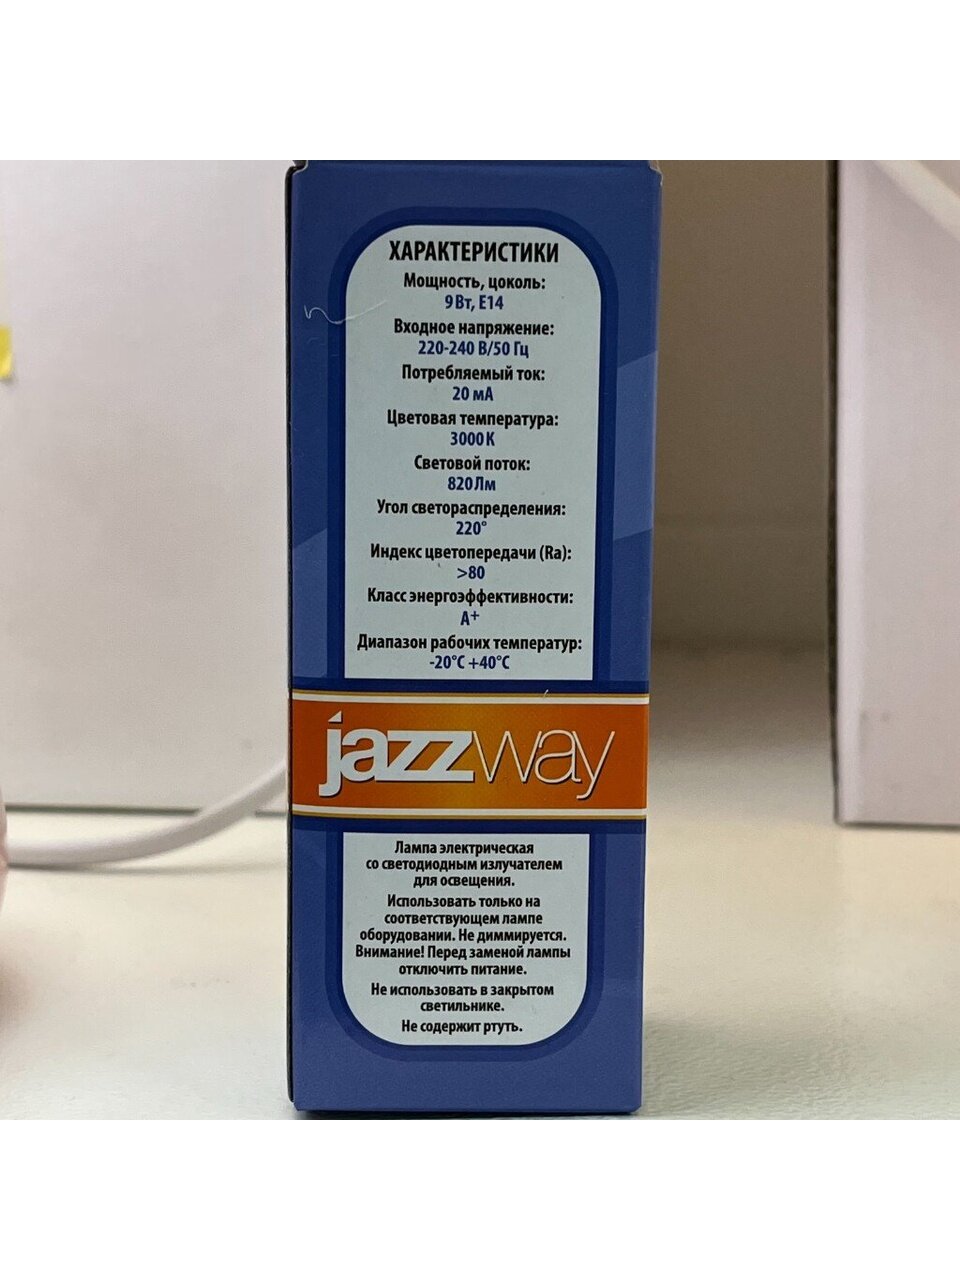 ХАРАКТЕРИСТИКИ
Мощность, цоколь:
9 Вт, Е14
Входное напряжение:
220-240 В/50 Гц
Потребляемый ток:
20 мА
Цветовая температура:
3000 К
Световой поток:
820 Лм
Угол светораспределения:
220°
Индекс цветопередачи (Ra):
>80
Класс энергоэффективности:
А+
Диапазон рабочих температур:
-20°С +40°С
jazzway
Лампа электрическая
со светодиодным излучателем
для освещения.
Использовать только на
соответствующем лампе
оборудовании. Не диммируется.
Внимание! Перед заменой лампы
отключить питание.
Не использовать в закрытом
светильнике.
Не содержит ртуть.